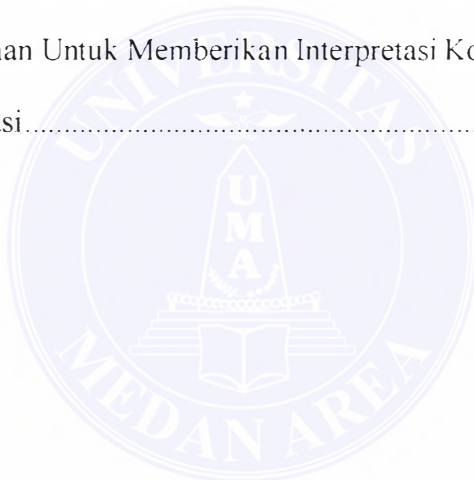 an Untuk Memberikan Interpretasi Ko
si..........................................................................
UNIVERSITAS
UMA
MEDAN AREA